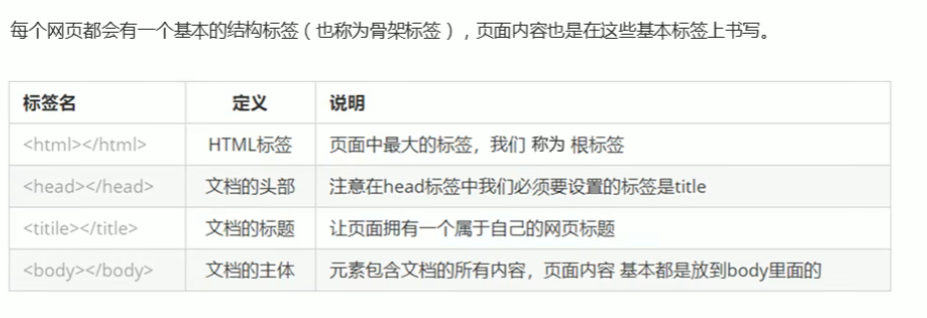 每个网页都会有一个基本的结构标签（也称为骨架标签），页面内容也是在这些基本标签上书写。
标签名 定义 说明
<html></html> HTML标签 页面中最大的标签，我们 称为 根标签
<head></head> 文档的头部 注意在head标签中我们必须要设置的标签是title
<titile></title> 文档的标题 让页面拥有一个属于自己的网页标题
<body></body> 文档的主体 元素包含文档的所有内容，页面内容 基本都是放到body里面的